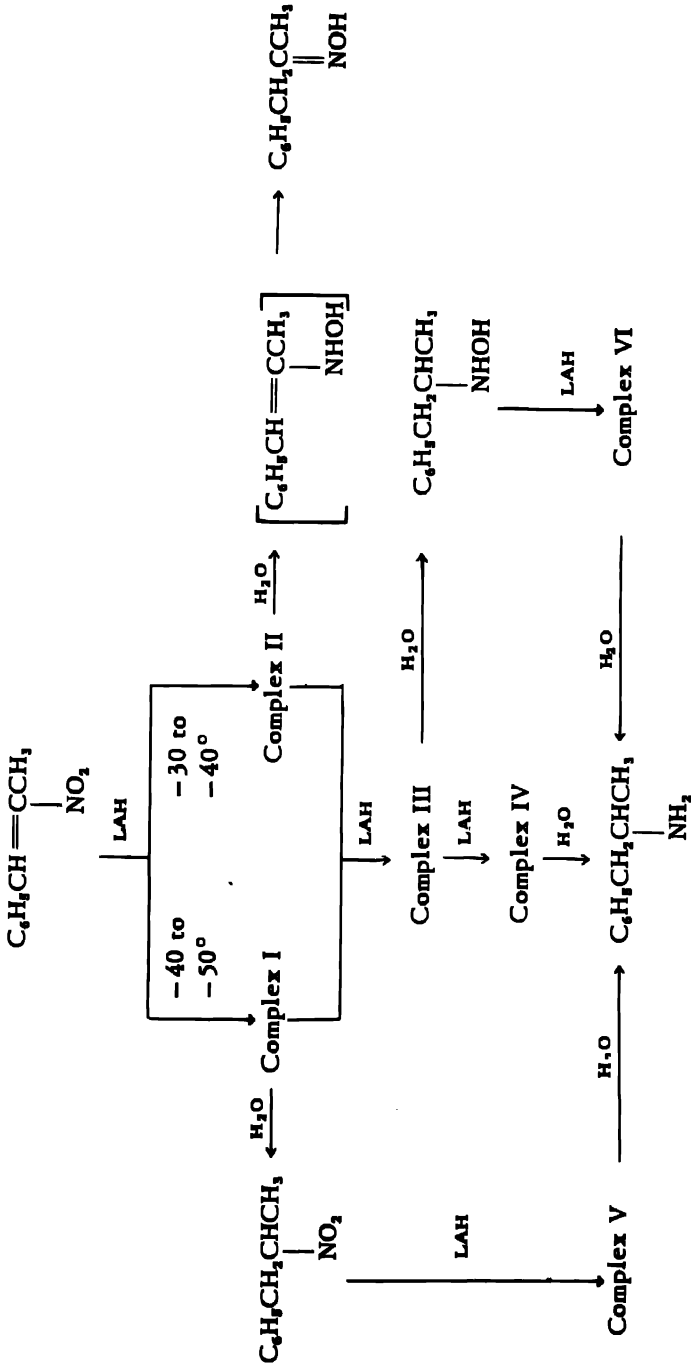 C₆H₅CH=CCH₃
NO₂
LAH
-40 to
-50°
-30 to
-40°
C₆H₅CH₂CHCH₃
NO₂
H₂O
Complex I
Complex II
H₂O
C₆H₅CH=CCH₃
NHOH
C₆H₅CH₂CCH₃
NOH
LAH
LAH
Complex III
H₂O
C₆H₅CH₂CHCH₃
NHOH
LAH
Complex IV
LAH
H₂O
Complex V
H₂O
C₆H₅CH₂CHCH₃
NH₂
H₂O
Complex VI